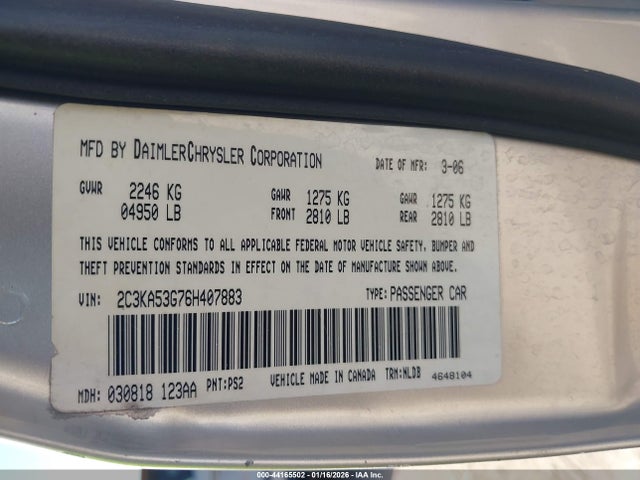 MFD BY DAIMLERCHRYSLER CORPORATION DATE OF MFR: 3-06
GVWR 2246 KG GAWR 1275 KG GAWR 1275 KG
04950 LB FRONT 2810 LB REAR 2810 LB
THIS VEHICLE CONFORMS TO ALL APPLICABLE FEDERAL MOTOR VEHICLE SAFETY, BUMPER AND
THEFT PREVENTION STANDARDS IN EFFECT ON THE DATE OF MANUFACTURE SHOWN ABOVE.
VIN: 2C3KA53G76H407883 TYPE: PASSENGER CAR
MDH: 030818 123AA PNT:PS2 VEHICLE MADE IN CANADA TRM:NLDB 4648104
000-44165502 - 01/16/2026 - IAA, Inc.